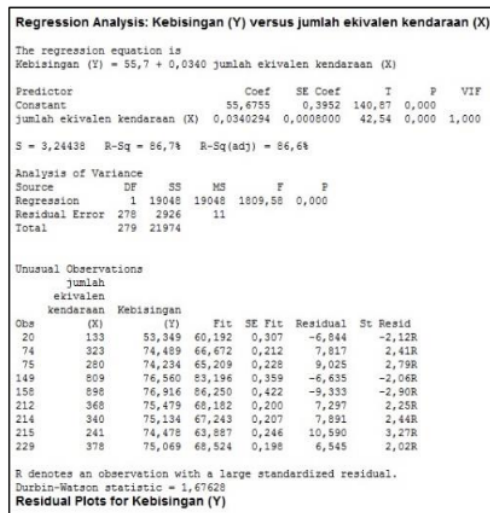 Regression Analysis: Kebisingan (Y) versus jumlah ekivalen kendaraan (X)
The regression equation is
Kebisingan (Y) = 55,7 + 0,0340 jumlah ekivalen kendaraan (X)
Predictor Coef SE Coef T P VIF
Constant 55,6755 0,3952 140,87 0,000
jumlah ekivalen kendaraan (X) 0,0340294 0,0008000 42,54 0,000 1,000
S = 3,24438 R-Sq = 86,7% R-Sq(adj) = 86,6%
Analysis of Variance
Source DF SS MS F P
Regression 1 19048 19048 1809,58 0,000
Residual Error 278 2926 11
Total 279 21974
Unusual Observations
jumlah
ekivalen
kendaraan Kebisingan
Obs (X) (Y) Fit SE Fit Residual St Resid
20 133 53,349 60,192 0,307 -6,844 -2,12R
74 323 74,489 66,672 0,212 7,817 2,41R
75 280 74,234 65,209 0,228 9,025 2,79R
149 809 76,560 83,196 0,359 -6,635 -2,06R
158 898 76,916 86,250 0,422 -9,333 -2,90R
212 368 75,479 68,182 0,200 7,297 2,25R
214 340 75,134 67,243 0,207 7,891 2,44R
215 241 74,478 63,887 0,246 10,590 3,27R
229 378 75,069 68,524 0,198 6,545 2,02R
R denotes an observation with a large standardized residual.
Durbin-Watson statistic = 1,67628
Residual Plots for Kebisingan (Y)